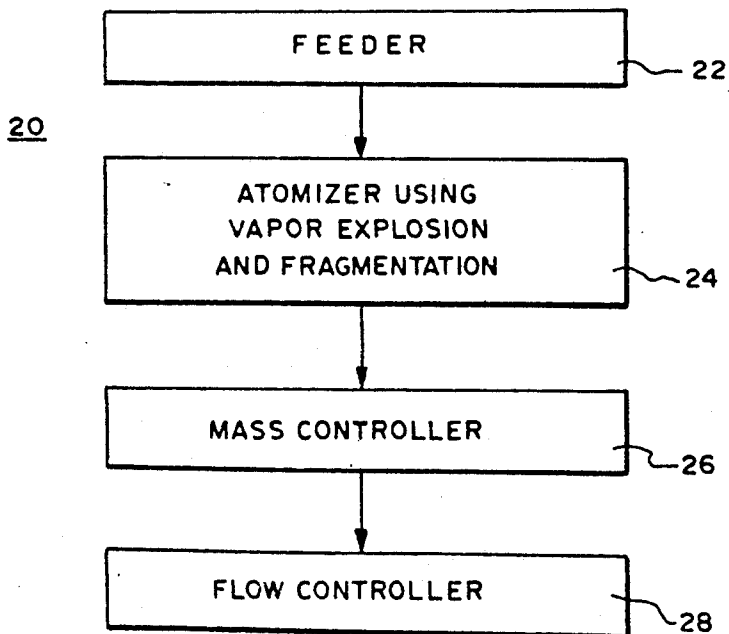 FEEDER
22
20
ATOMIZER USING
VAPOR EXPLOSION
AND FRAGMENTATION
24
MASS CONTROLLER
26
FLOW CONTROLLER
28